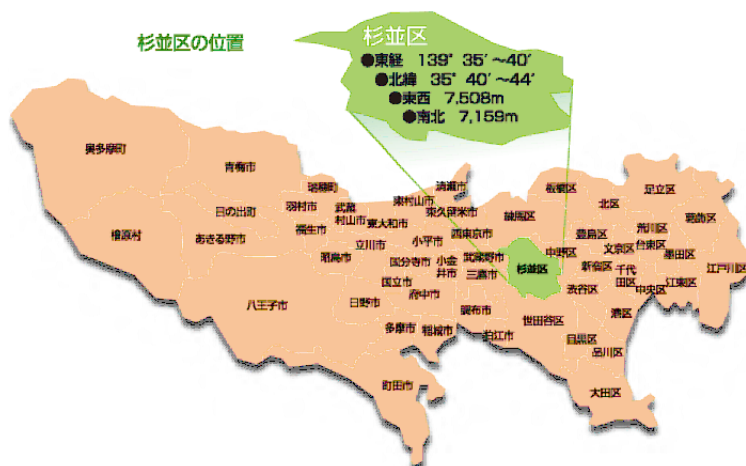 杉並区の位置
杉並区
●東経 139° 35′～40′
●北緯 35° 40′～44′
●東西 7,508m
●南北 7,159m
奥多摩町
青梅市
瑞穂町
清瀬市
板橋区
足立区
北区
葛飾区
日の出町
羽村市
武蔵
村山市
東村山市
東久留米市
練馬区
東大和市
荒川区
檜原村
あきる野市
福生市
立川市
小平市
西東京市
豊島区
文京区
台東区
墨田区
昭島市
国分寺市
小金
井市
武蔵野市
三鷹市
杉並区
中野区
新宿区
千代
田区
江戸川区
国立市
渋谷区
中央区
江東区
八王子市
日野市
府中市
調布市
世田谷区
港区
多摩市
稲城市
狛江市
目黒区
品川区
町田市
大田区